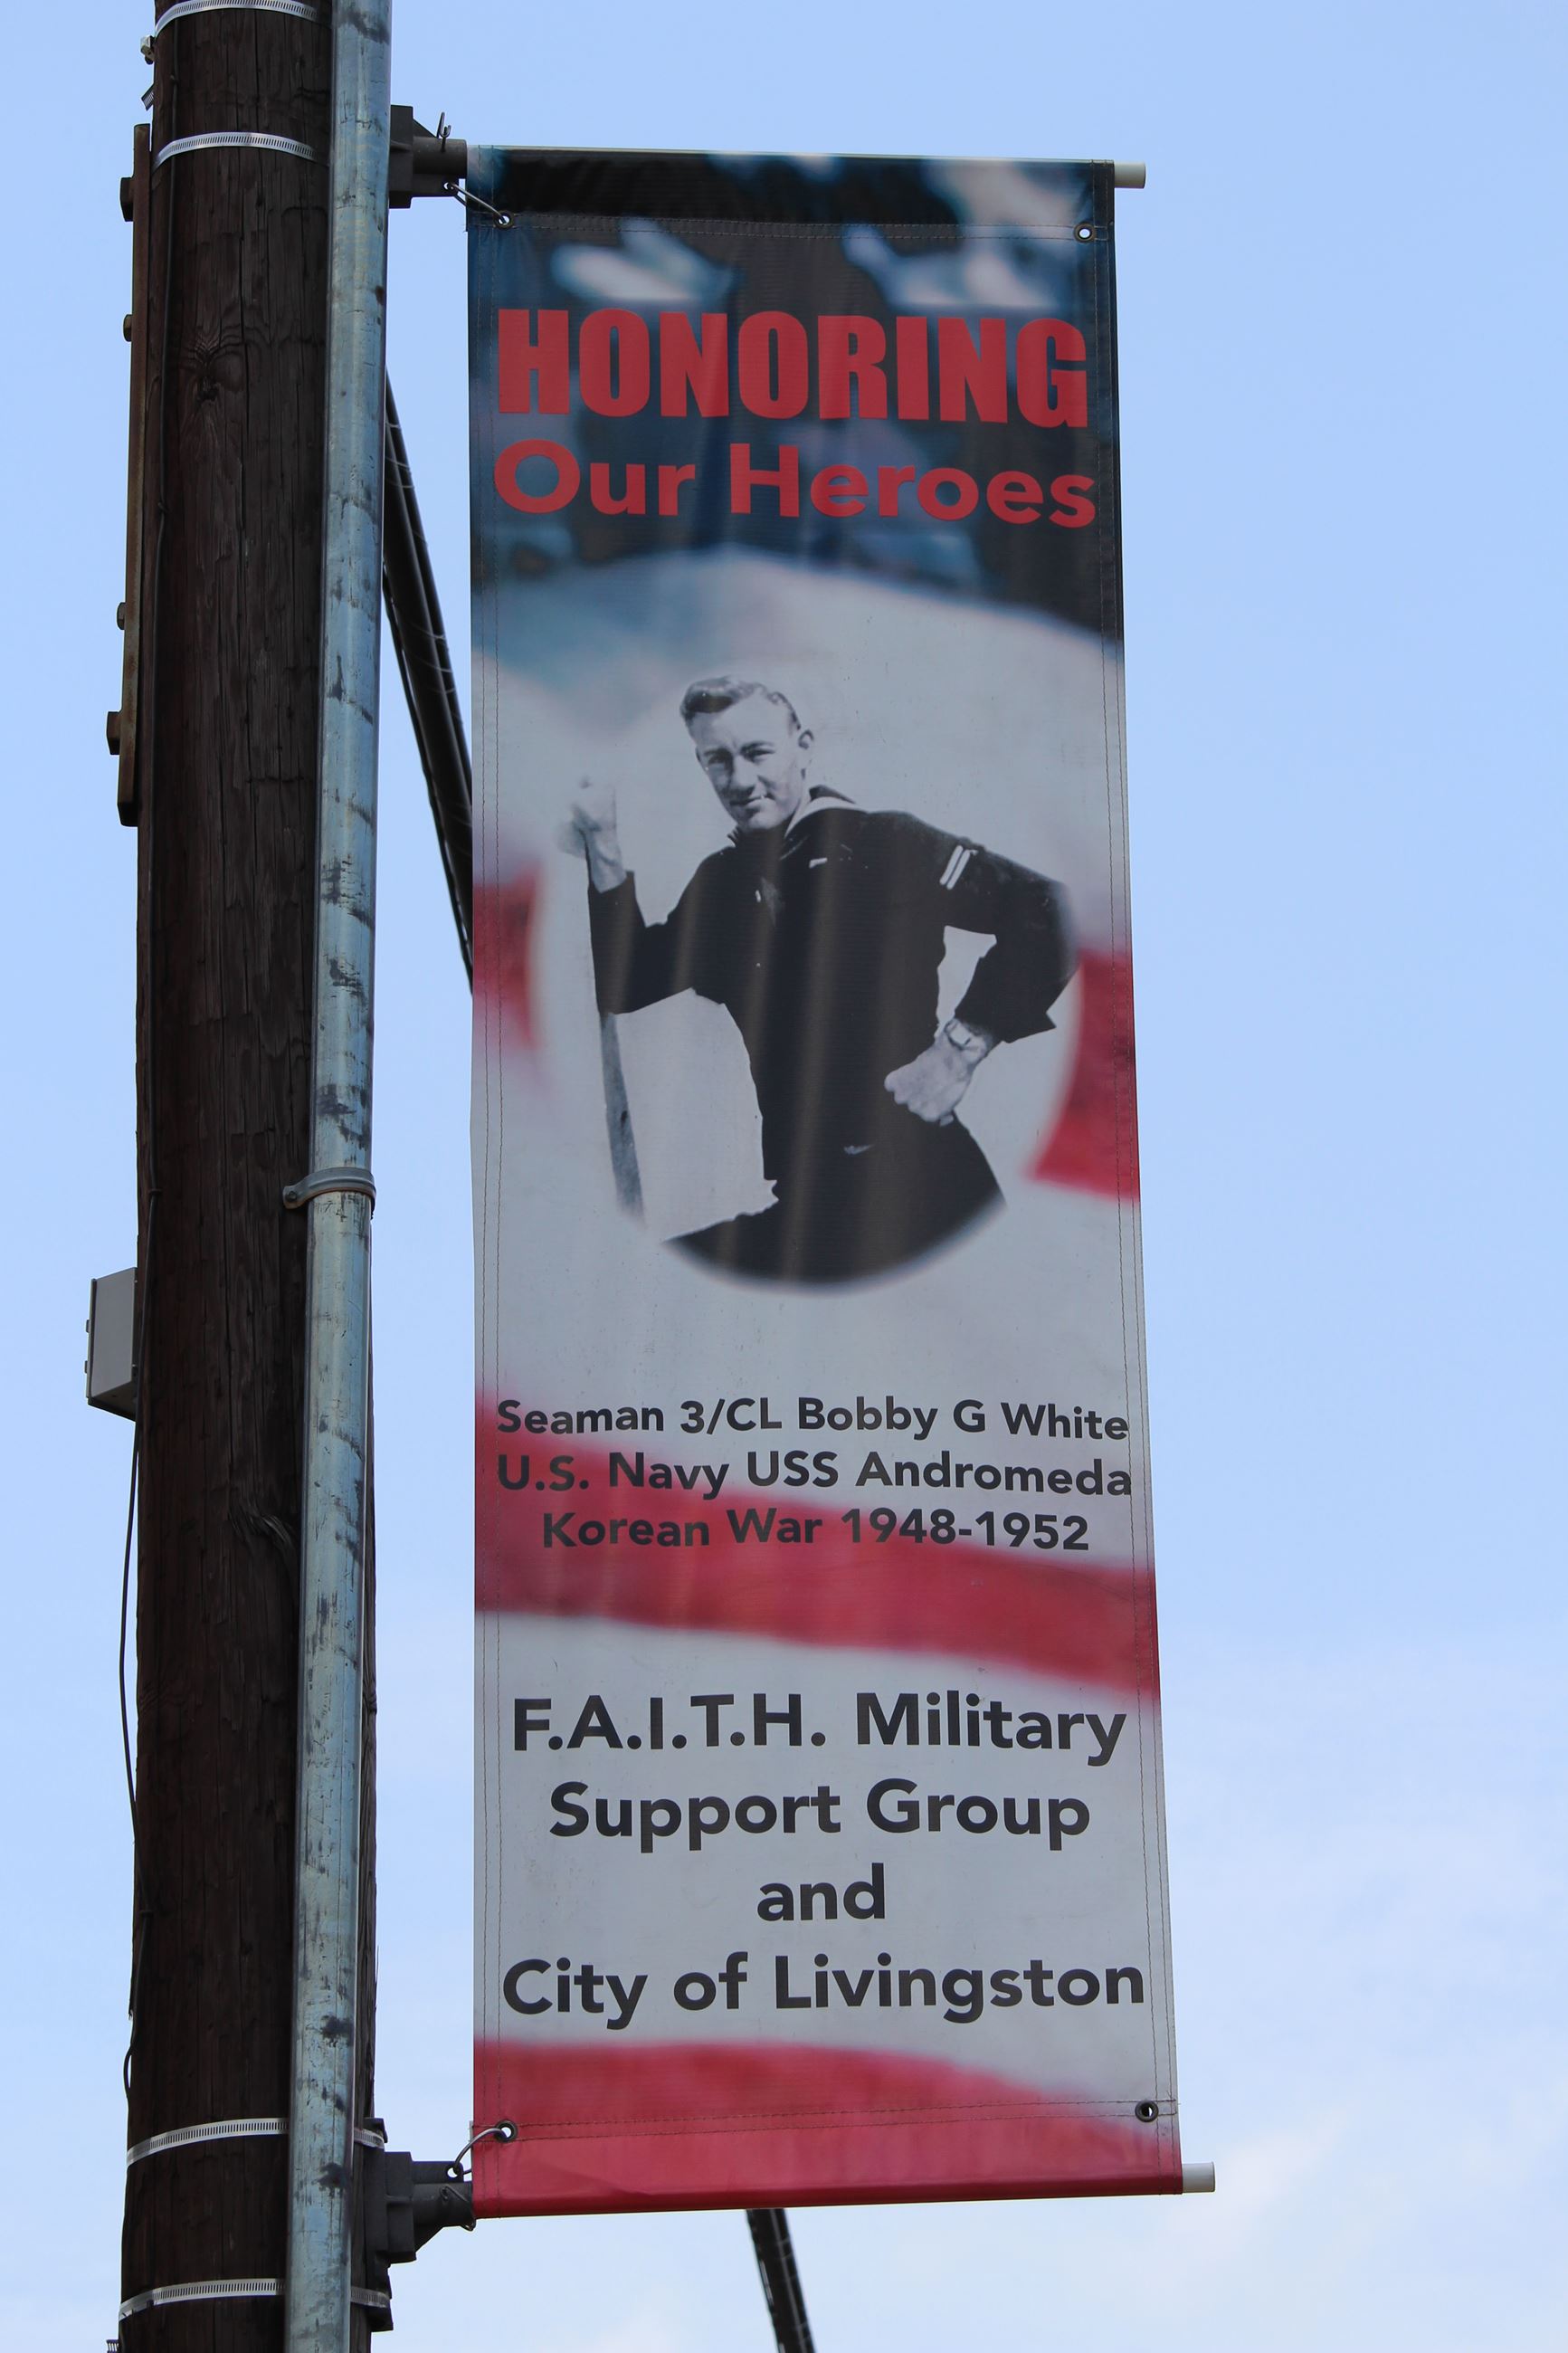 HONORING
Our Heroes
Seaman 3/CL Bobby G White
U.S. Navy USS Andromeda
Korean War 1948-1952
F.A.I.T.H. Military
Support Group
and
City of Livingston